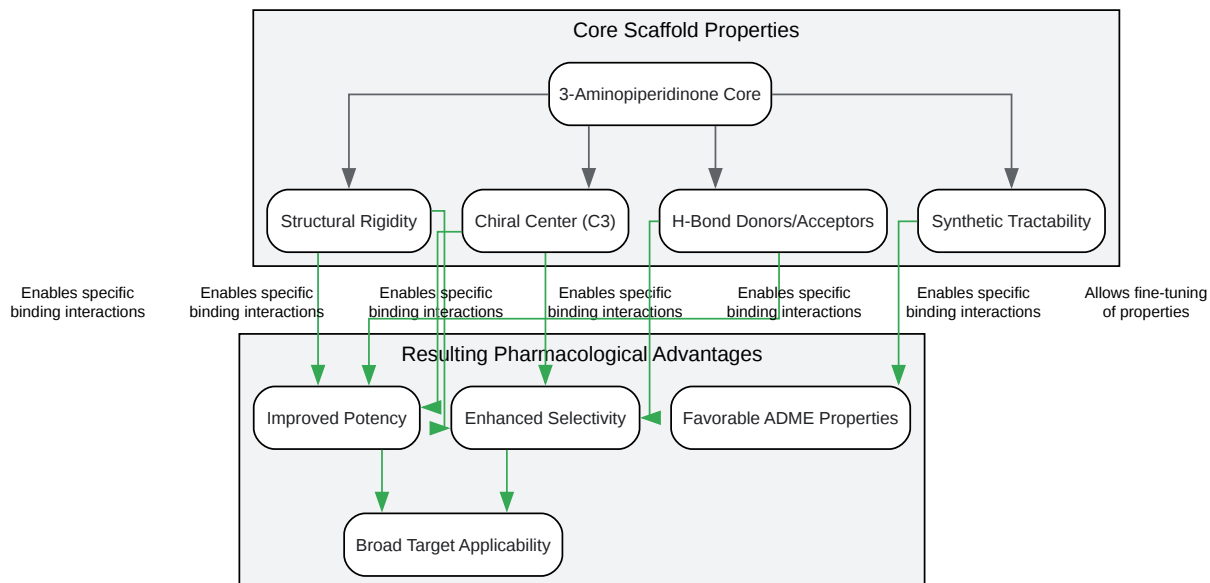 Core Scaffold Properties
3-Aminopiperidinone Core
Structural Rigidity
Chiral Center (C3)
H-Bond Donors/Acceptors
Synthetic Tractability
Enables specific
binding interactions
Enables specific
binding interactions
Enables specific
binding interactions
Enables specific
binding interactions
Enables specific
binding interactions
Enables specific
binding interactions
Allows fine-tuning
of properties
Resulting Pharmacological Advantages
Improved Potency
Enhanced Selectivity
Favorable ADME Properties
Broad Target Applicability